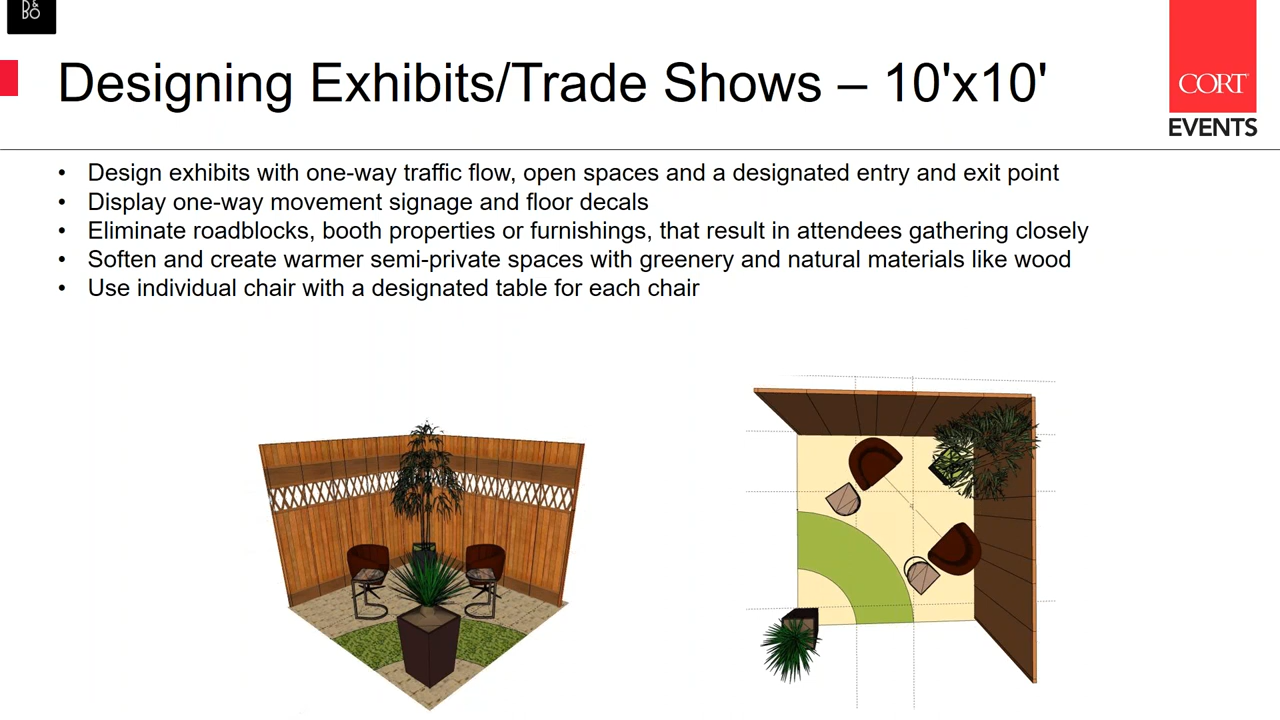 B&BO
Designing Exhibits/Trade Shows – 10'x10'
CORT
EVENTS
• Design exhibits with one-way traffic flow, open spaces and a designated entry and exit point
• Display one-way movement signage and floor decals
• Eliminate roadblocks, booth properties or furnishings, that result in attendees gathering closely
• Soften and create warmer semi-private spaces with greenery and natural materials like wood
• Use individual chair with a designated table for each chair